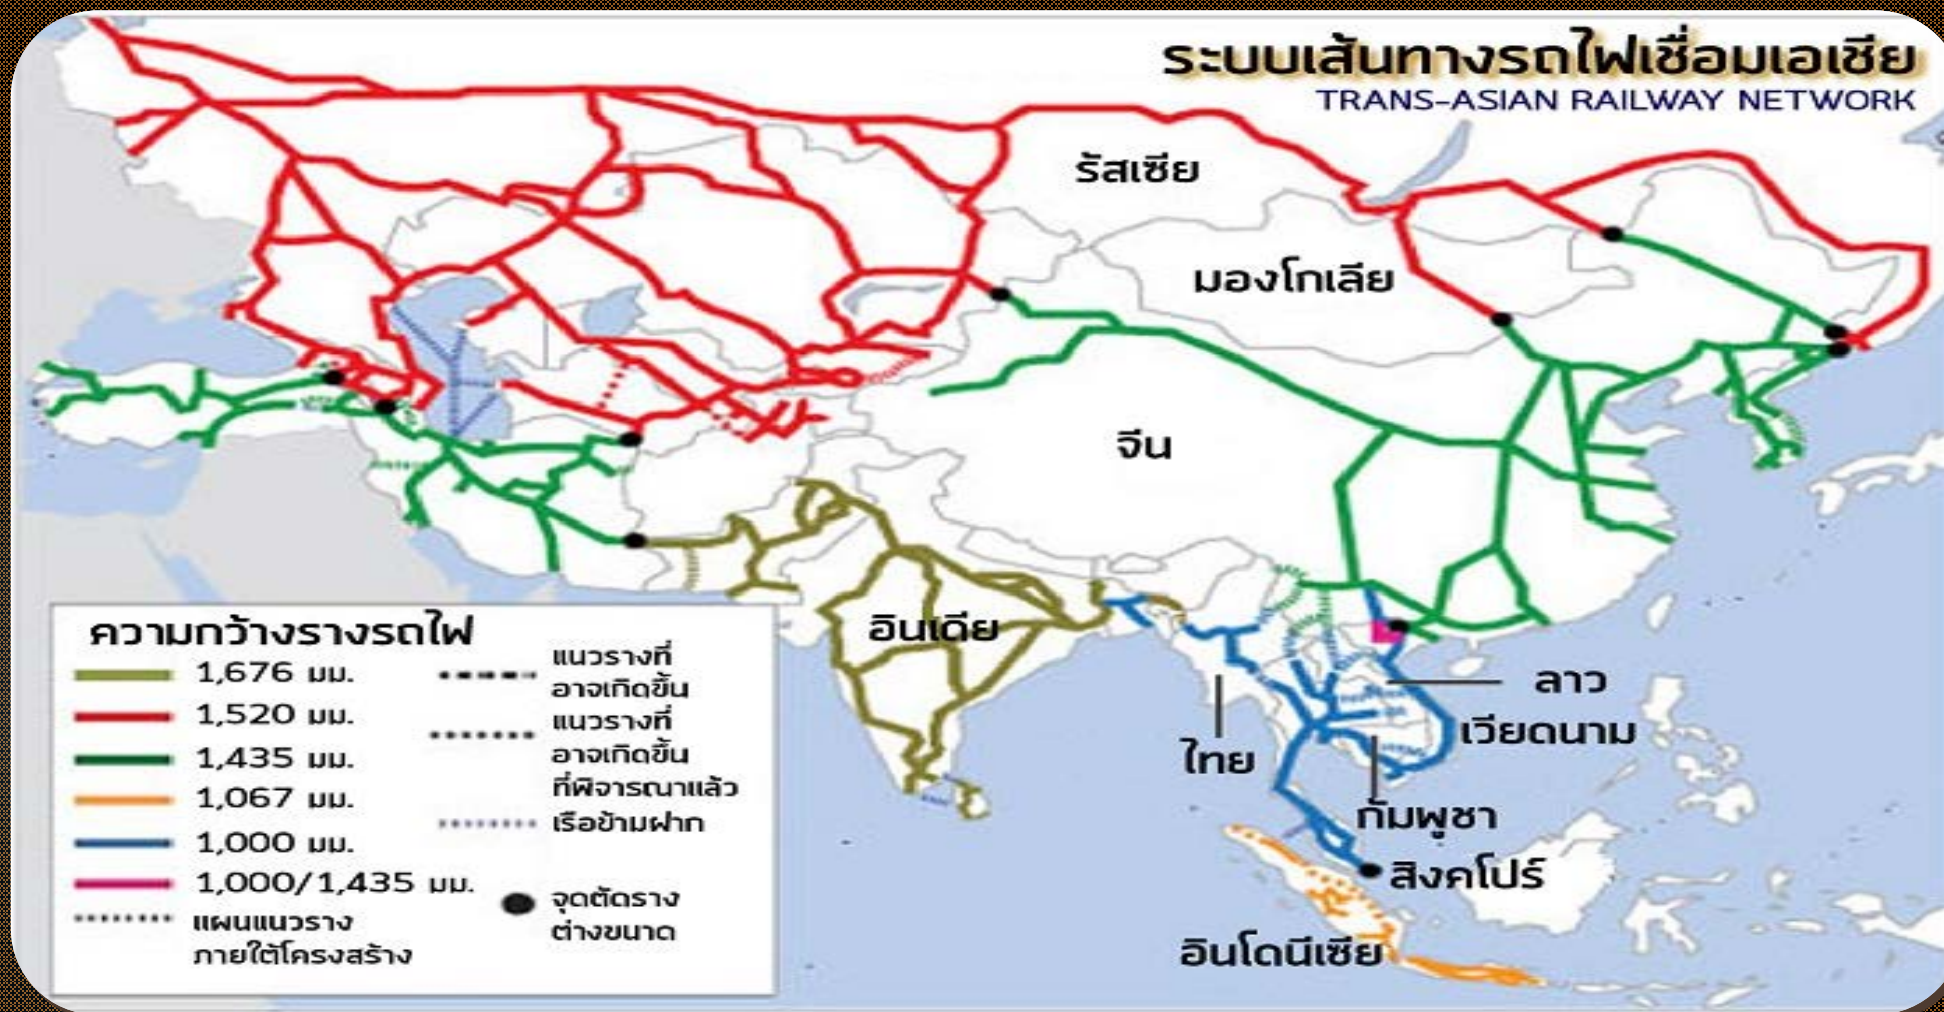 ระบบเส้นทางรถไฟเชื่อมเอเชีย
TRANS-ASIAN RAILWAY NETWORK
รัสเซีย
มองโกเลีย
จีน
อินเดีย
ลาว
เวียดนาม
ไทย
กัมพูชา
สิงคโปร์
อินโดนีเซีย
ความกว้างรางรถไฟ
1,676 มม.
1,520 มม.
1,435 มม.
1,067 มม.
1,000 มม.
1,000/1,435 มม.
แผนแนวราง
ภายใต้โครงสร้าง
แนวรางที่
อาจเกิดขึ้น
แนวรางที่
อาจเกิดขึ้น
ที่พิจารณาแล้ว
เรือข้ามฝาก
จุดตัดราง
ต่างขนาด